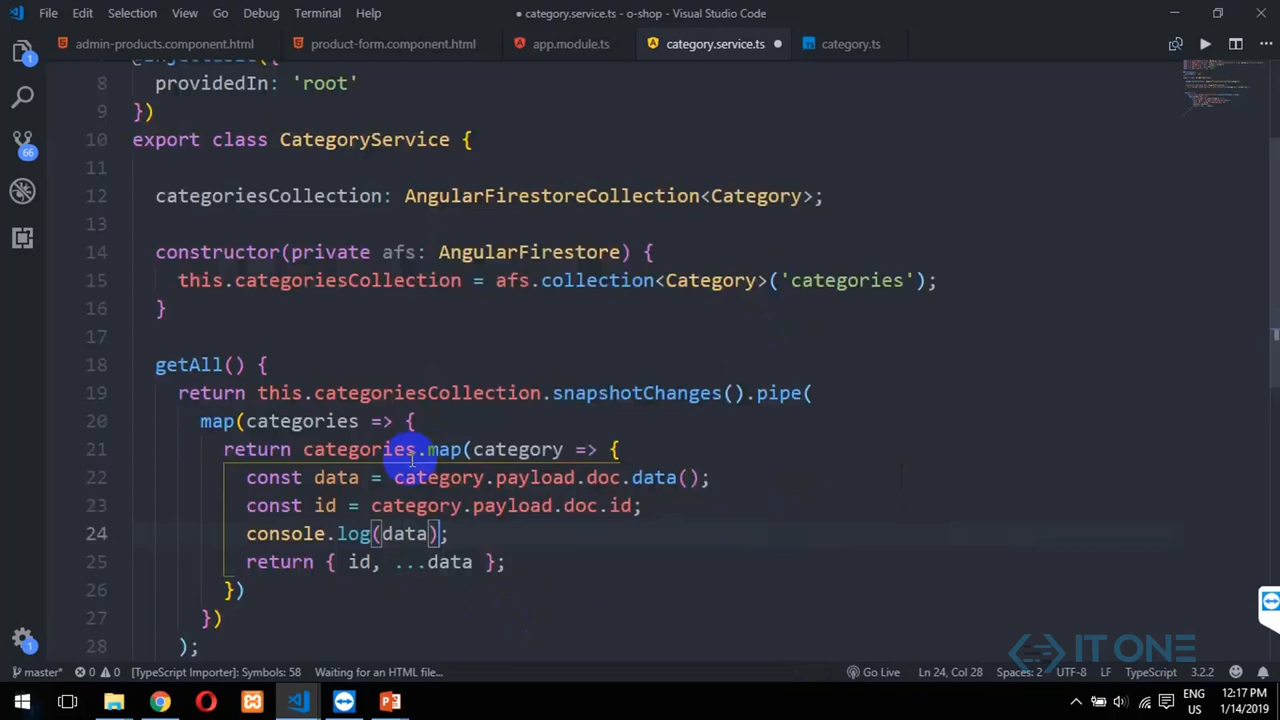 File Edit Selection View Go Debug Terminal Help
● category.service.ts - o-shop - Visual Studio Code
admin-products.component.html product-form.component.html app.module.ts category.service.ts category.ts
1
8 providedIn: 'root'
9 })
10 export class CategoryService {
11
12 categoriesCollection: AngularFirestoreCollection<Category>;
66
13
14 constructor(private afs: AngularFirestore) {
15 this.categoriesCollection = afs.collection<Category>('categories');
16 }
17
18 getAll() {
19 return this.categoriesCollection.snapshotChanges().pipe(
20 map(categories => {
21 return categories.map(category => {
22 const data = category.payload.doc.data();
23 const id = category.payload.doc.id;
24 console.log(data);
25 return { id, ...data };
26 })
27 })
28 );
1
IT ONE
master* 0 0 [TypeScript Importer]: Symbols: 58 Waiting for an HTML file... Go Live Ln 24, Col 28 Spaces: 2 UTF-8 LF TypeScript 3.2.2
ENG 12:17 PM
US 1/14/2019